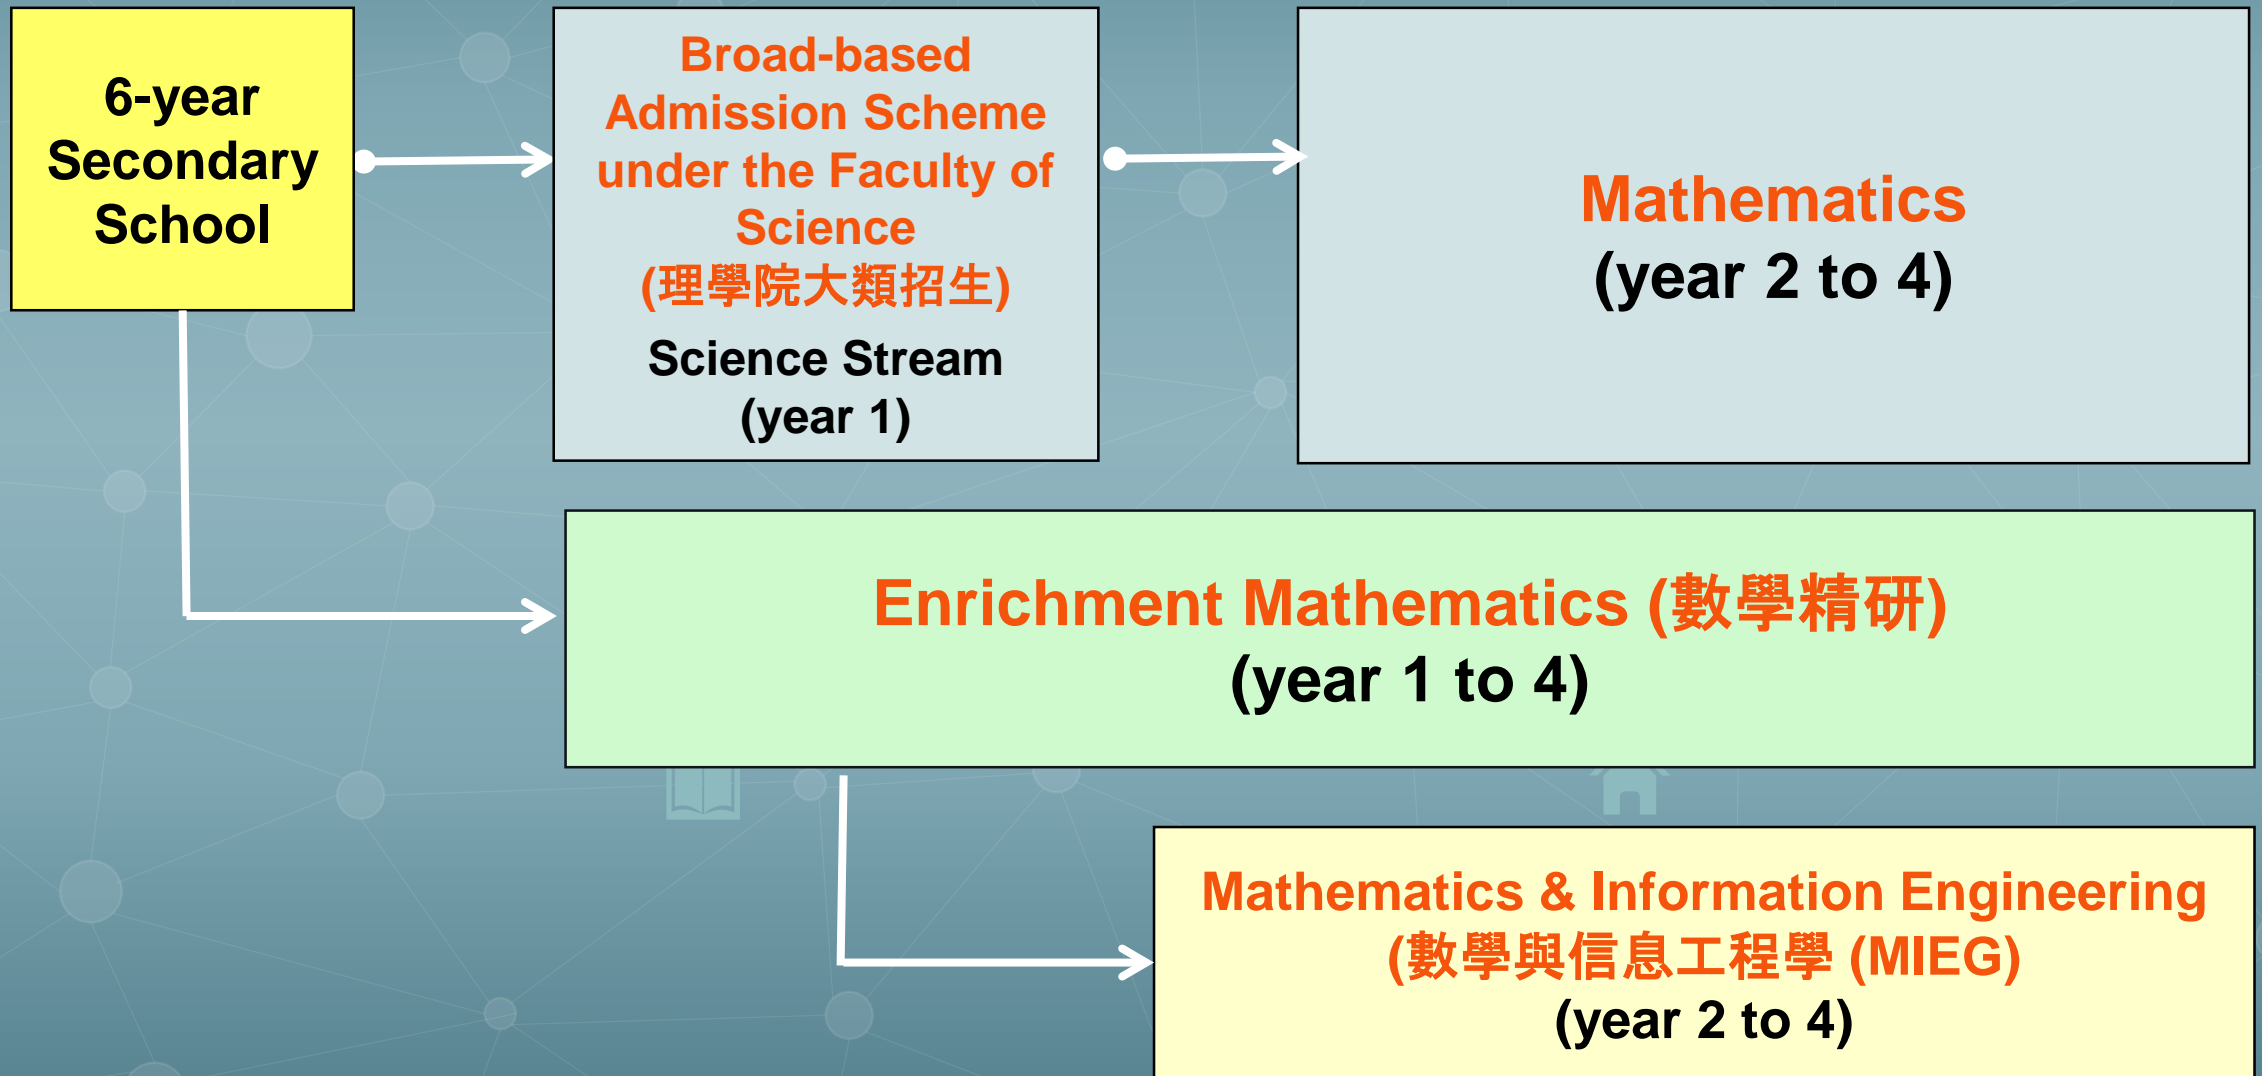 6-year
Secondary
School
Broad-based
Admission Scheme
under the Faculty of
Science
(理學院大類招生)
Science Stream
(year 1)
Mathematics
(year 2 to 4)
Enrichment Mathematics (數學精研)
(year 1 to 4)
Mathematics & Information Engineering
(數學與信息工程學 (MIEG)
(year 2 to 4)